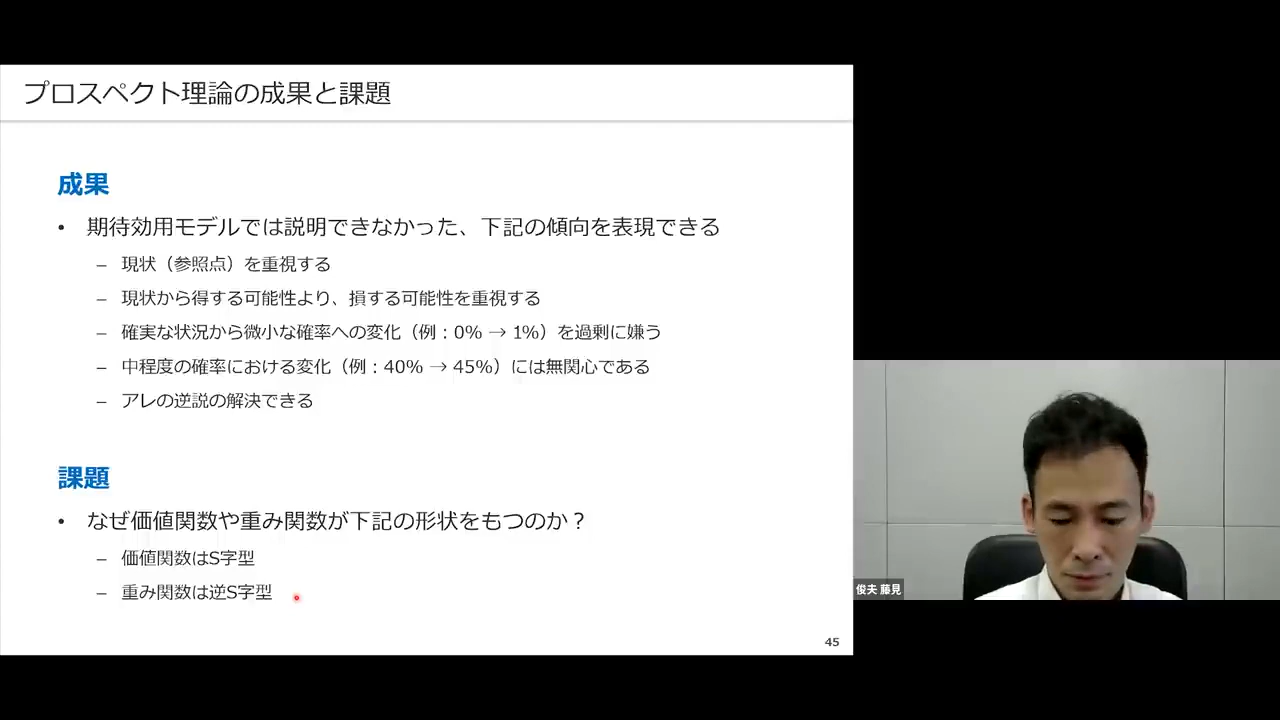 プロスペクト理論の成果と課題
成果
• 期待効用モデルでは説明できなかった、下記の傾向を表現できる
– 現状（参照点）を重視する
– 現状から得する可能性より、損する可能性を重視する
– 確実な状況から微小な確率への変化（例：0% → 1%）を過剰に嫌う
– 中程度の確率における変化（例：40% → 45%）には無関心である
– アレの逆説の解決できる
課題
• なぜ価値関数や重み関数が下記の形状をもつのか？
– 価値関数はS字型
– 重み関数は逆S字型
45
俊夫 藤見